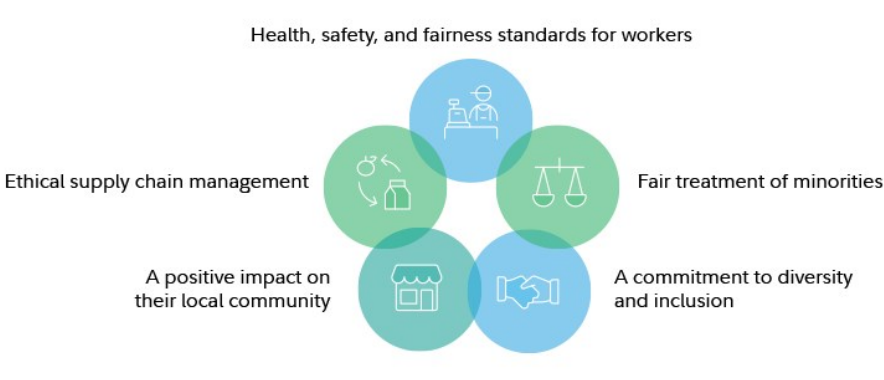 Health, safety, and fairness standards for workers
Ethical supply chain management
Fair treatment of minorities
A positive impact on
their local community
A commitment to diversity
and inclusion